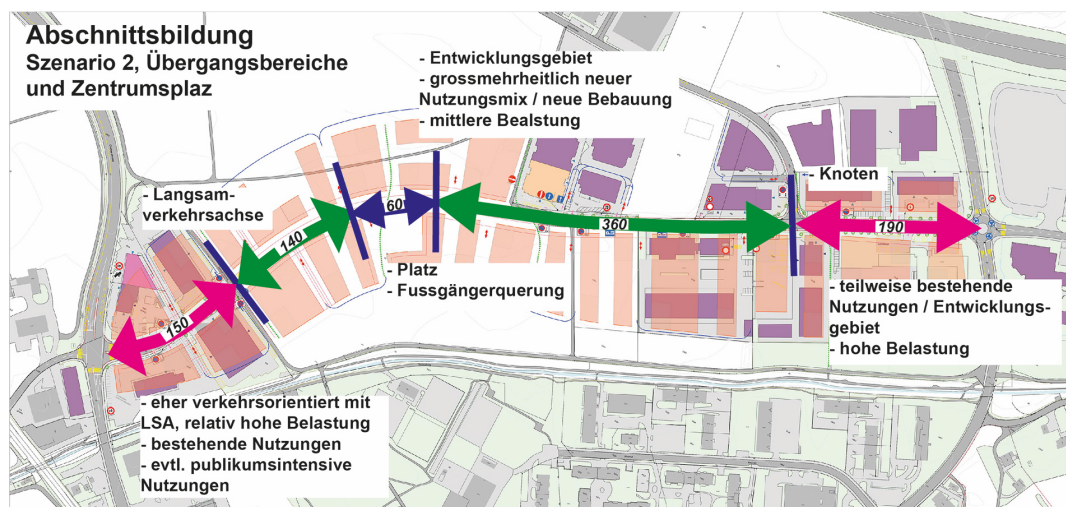 Abschnittsbildung
Szenario 2, Übergangsbereiche
und Zentrumsplaz
- Entwicklungsgebiet
- grossmehrheitlich neuer
Nutzungsmix / neue Bebauung
- mittlere Bealstung
- Langsam-
verkehrsachse
- Knoten
140
60
360
190
150
- Platz
- Fussgängerquerung
- teilweise bestehende
Nutzungen / Entwicklungs-
gebiet
- hohe Belastung
- eher verkehrsorientiert mit
LSA, relativ hohe Belastung
- bestehende Nutzungen
- evtl. publikumsintensive
Nutzungen